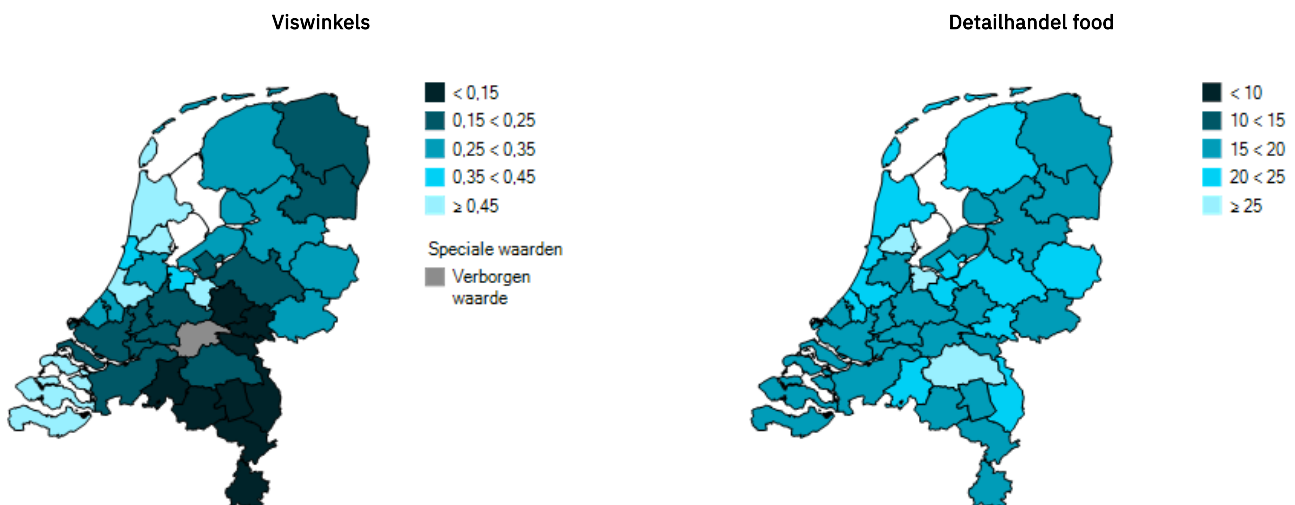 Viswinkels
< 0,15
0,15 < 0,25
0,25 < 0,35
0,35 < 0,45
≥ 0,45
Speciale waarden
Verborgen
waarde
Detailhandel food
< 10
10 < 15
15 < 20
20 < 25
≥ 25